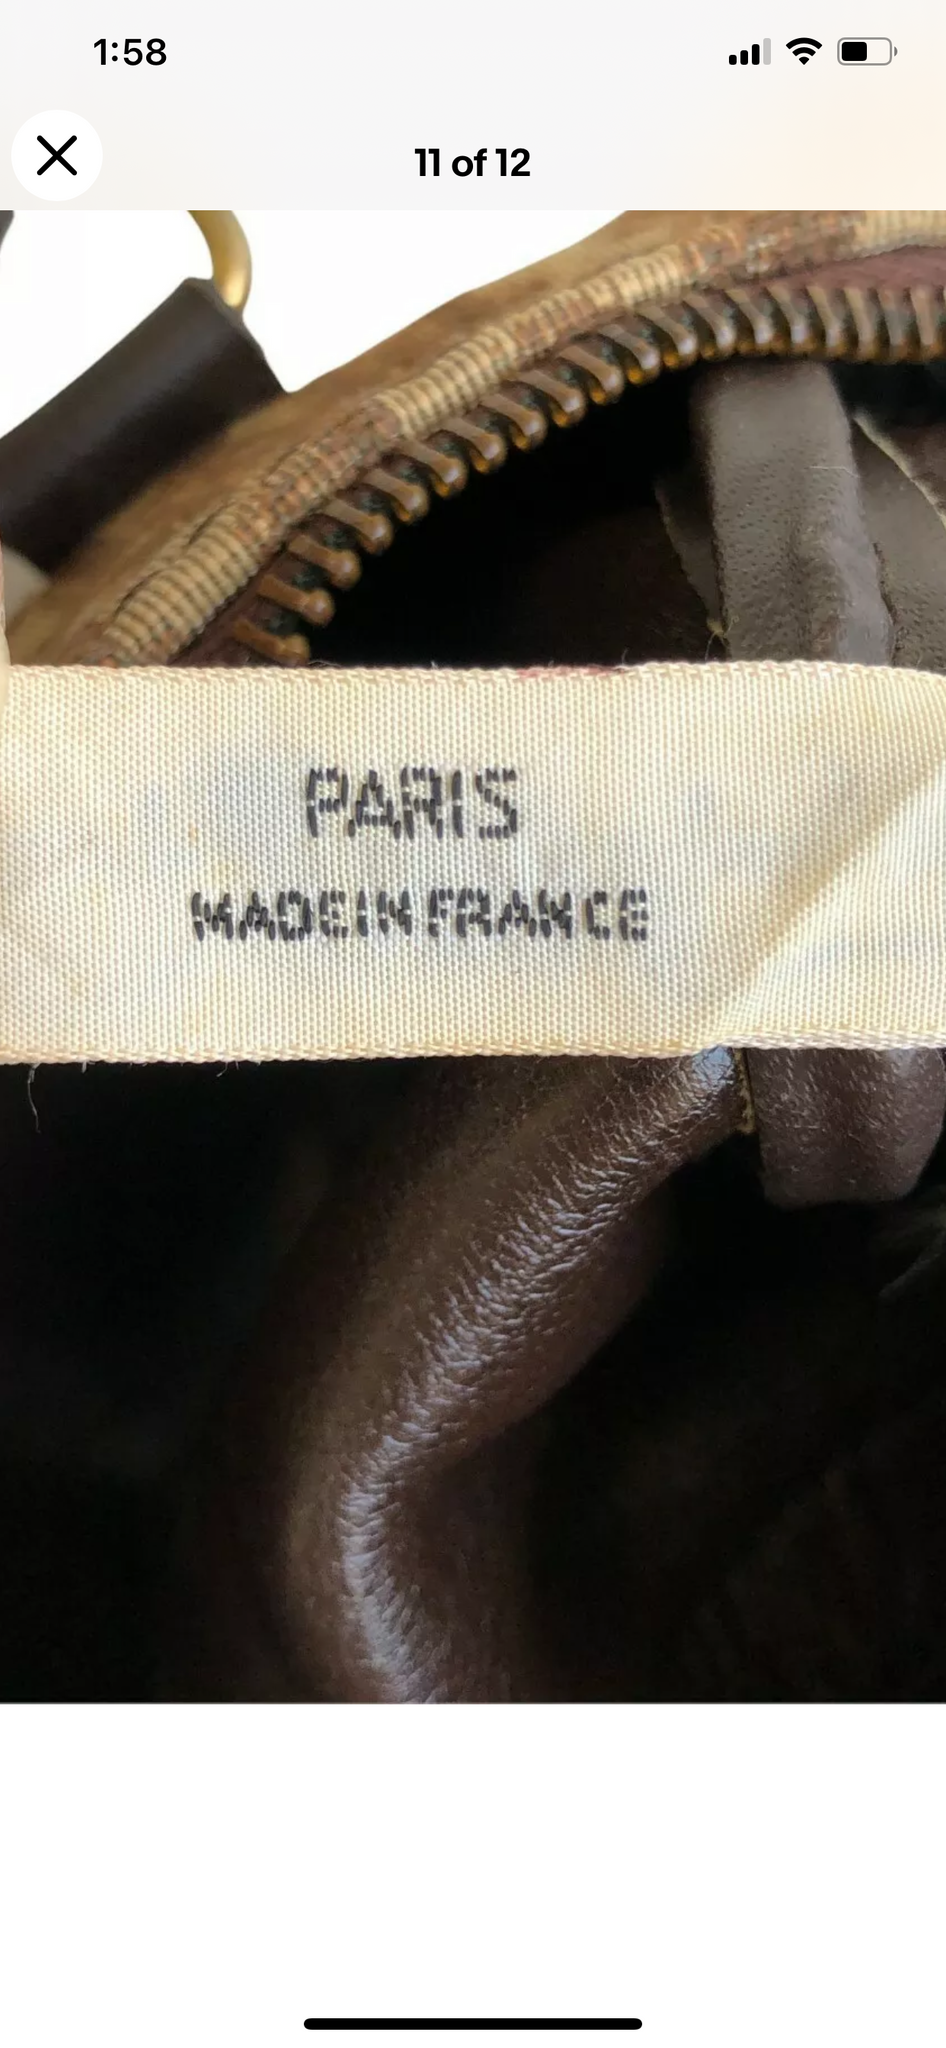 1:58
11 of 12
PARIS
MADE IN FRANCE